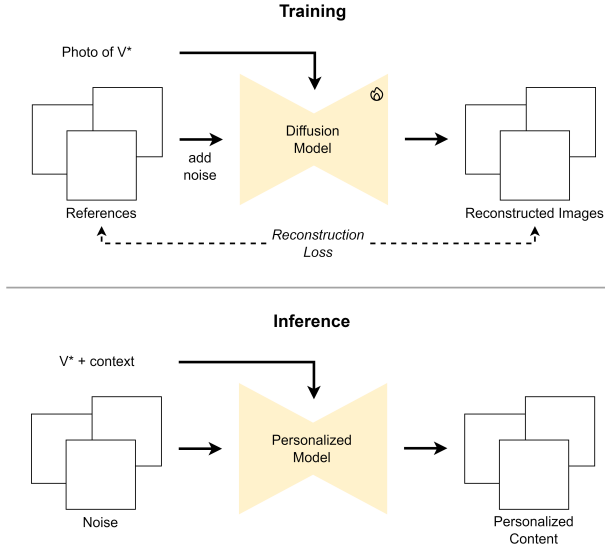 Training
Photo of V*
Diffusion
Model
add
noise
References
Reconstructed Images
Reconstruction
Loss
Inference
V* + context
Personalized
Model
Noise
Personalized
Content